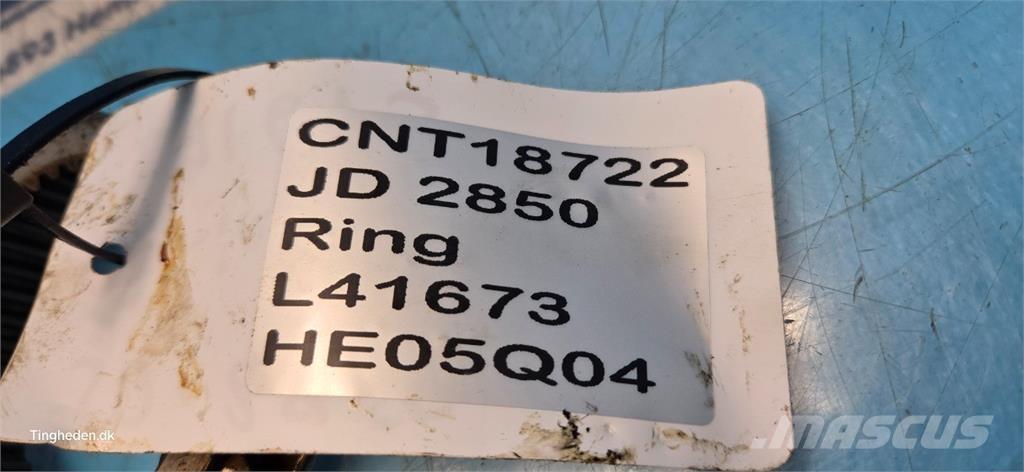 CNT18722
JD 2850
Ring
L41673
HE05Q04
Tingheden.dk
MASCUS